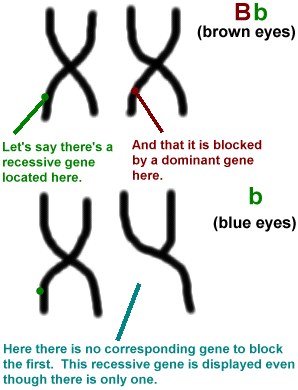 Bb
(brown eyes)
Let's say there's a
recessive gene
located here.
And that it is blocked
by a dominant gene
here.
b
(blue eyes)
Here there is no corresponding gene to block
the first.  This recessive gene is displayed even
though there is only one.